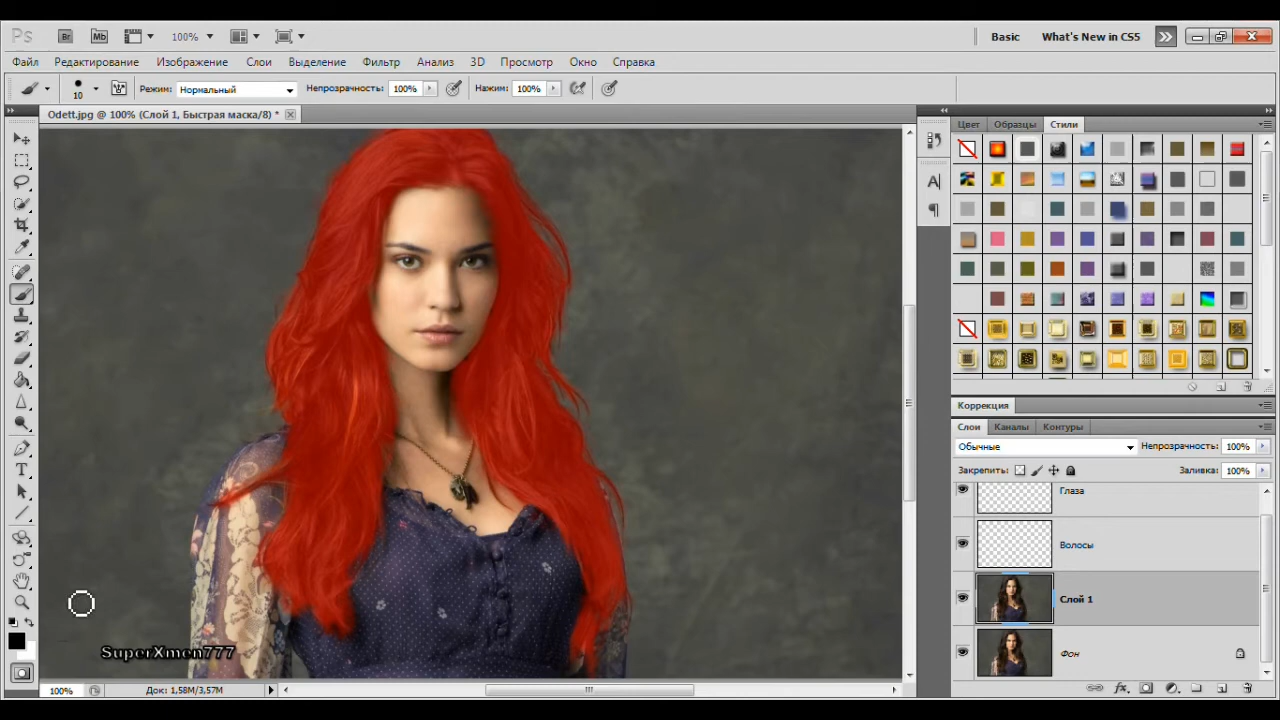 Ps Br Mb 100% Basic What's New in CS5
Файл Редактирование Изображение Слои Выделение Фильтр Анализ 3D Просмотр Окно Справка
10 Режим: Нормальный Непрозрачность: 100% Нажим: 100%
Odett.jpg @ 100% (Слой 1, Быстрая маска/8) *
Цвет Образцы Стили
Коррекция
Слои Каналы Контуры
Обычные Непрозрачность: 100%
Закрепить: Заливка: 100%
Глаза
Волосы
Слой 1
Фон
SuperXmen777
100% Док: 1,58M/3,57M